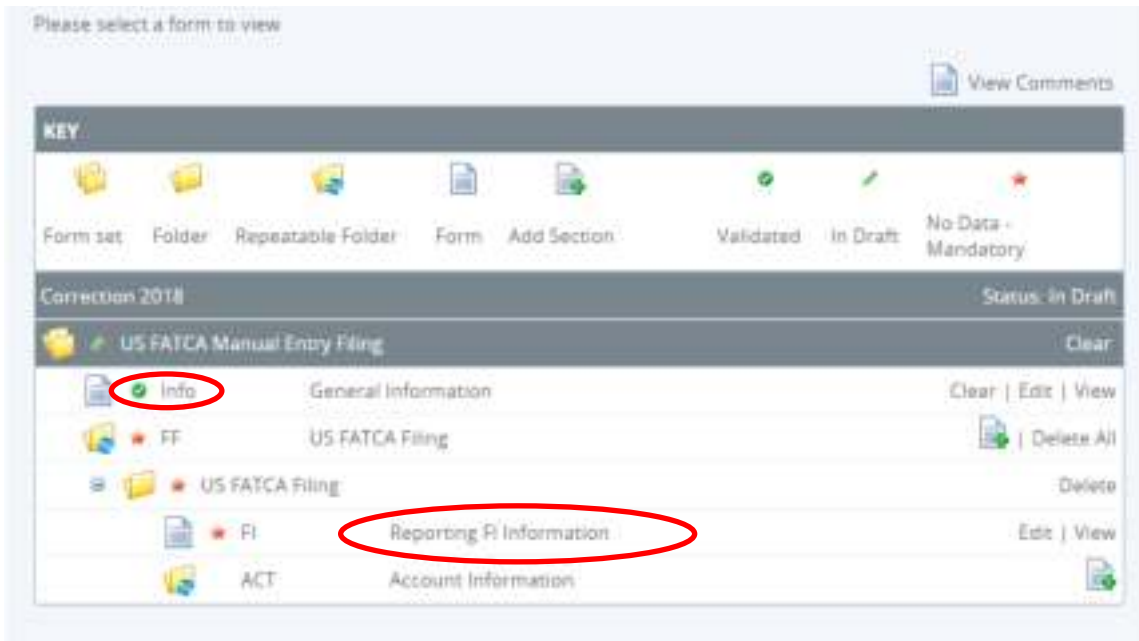 Please select a form to view
View Comments
KEY
Form set Folder Repeatable Folder Form Add Section Validated In Draft No Data -
Mandatory
Correction 2018 Status: In Draft
US FATCA Manual Entry Filing Clear
Info General Information Clear | Edit | View
FF US FATCA Filing | Delete All
US FATCA Filing Delete
FI Reporting FI Information Edit | View
ACT Account Information